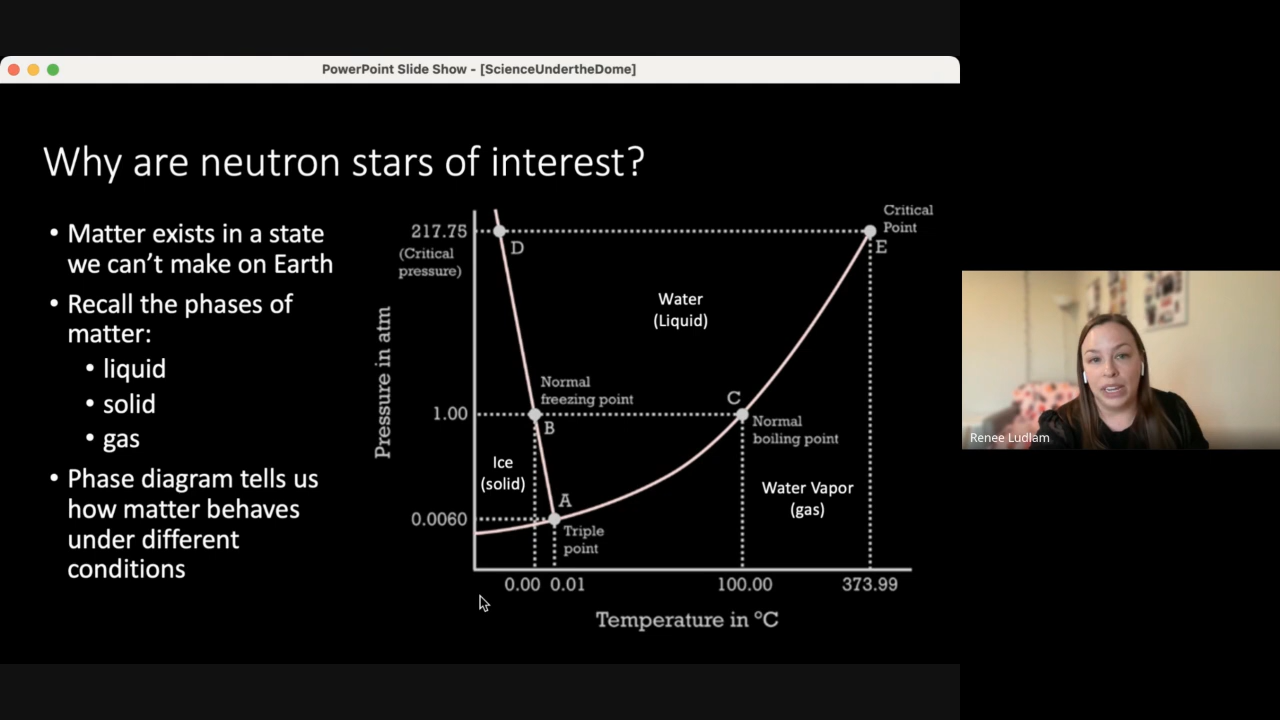 PowerPoint Slide Show - [ScienceUndertheDome]
Why are neutron stars of interest?
• Matter exists in a state
we can’t make on Earth
• Recall the phases of
matter:
• liquid
• solid
• gas
• Phase diagram tells us
how matter behaves
under different
conditions
Pressure in atm
217.75
(Critical
pressure)
1.00
0.0060
D
Critical
Point
E
Water
(Liquid)
Normal
freezing point
B
C
Normal
boiling point
Ice
(solid)
A
Triple
point
Water Vapor
(gas)
0.00 0.01 100.00 373.99
Temperature in °C
Renee Ludlam